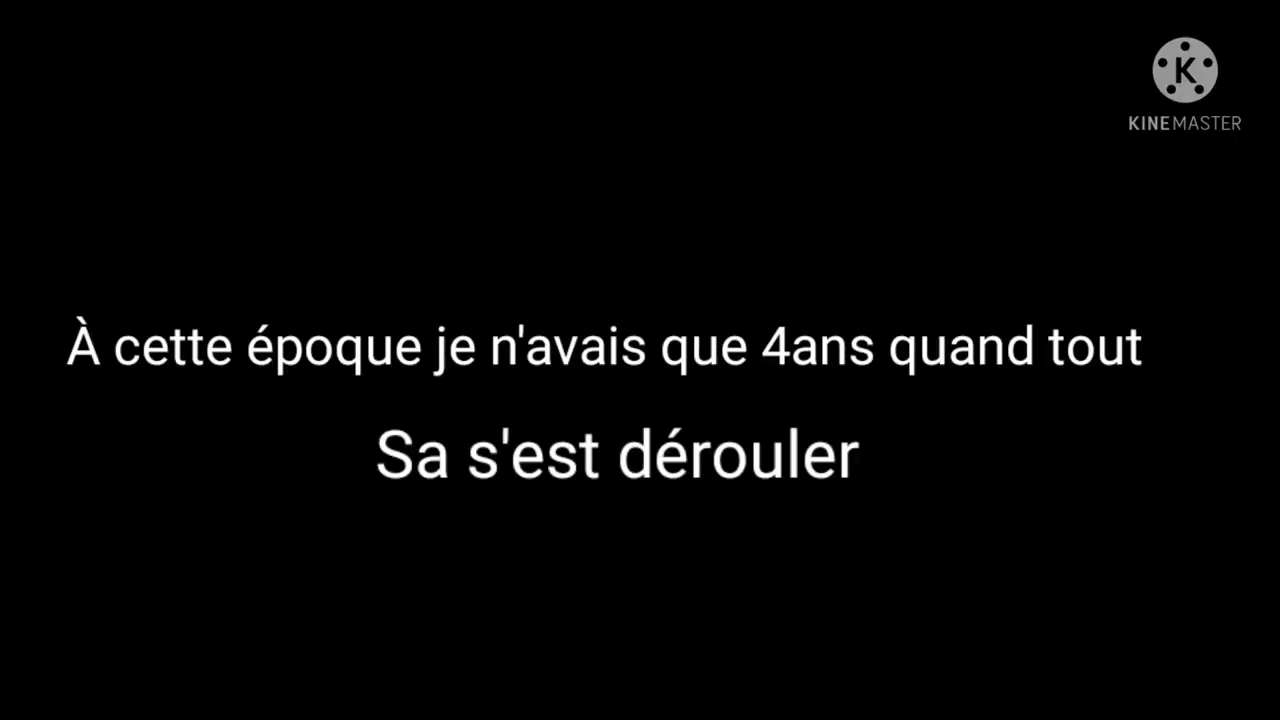 K
KINEMASTER
À cette époque je n'avais que 4ans quand tout
Sa s'est dérouler